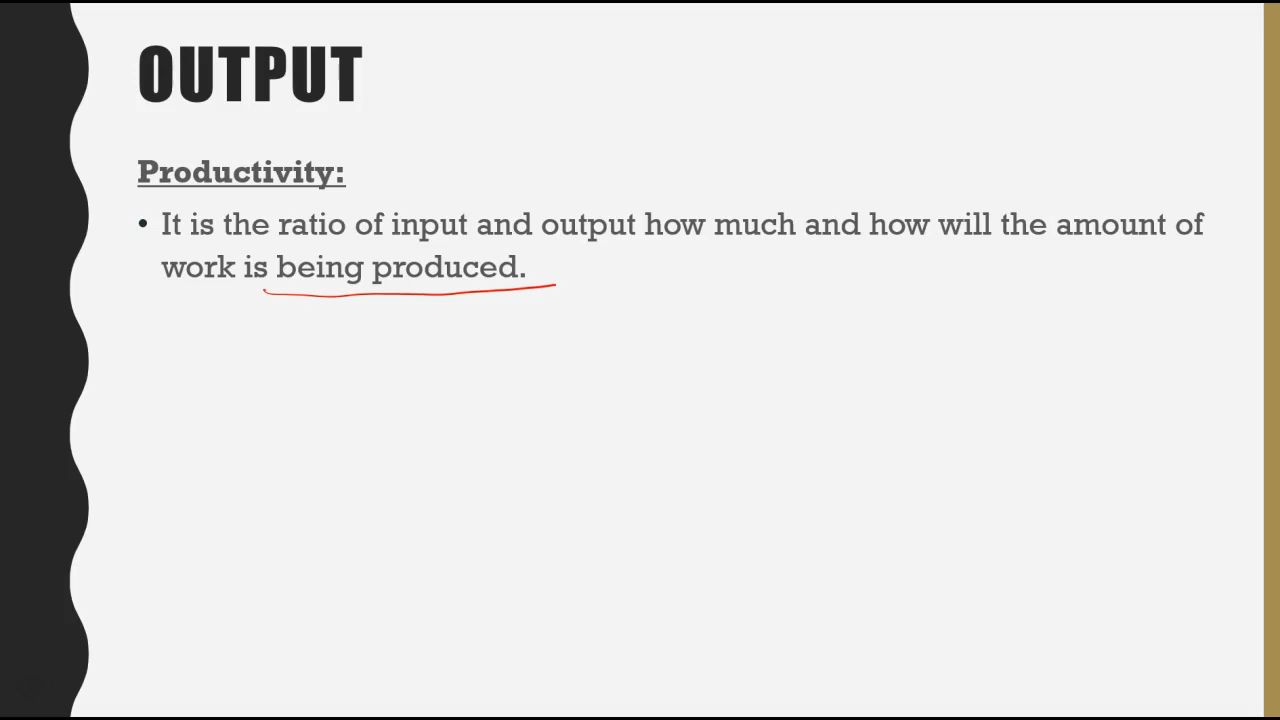 OUTPUT
Productivity:
• It is the ratio of input and output how much and how will the amount of
work is being produced.